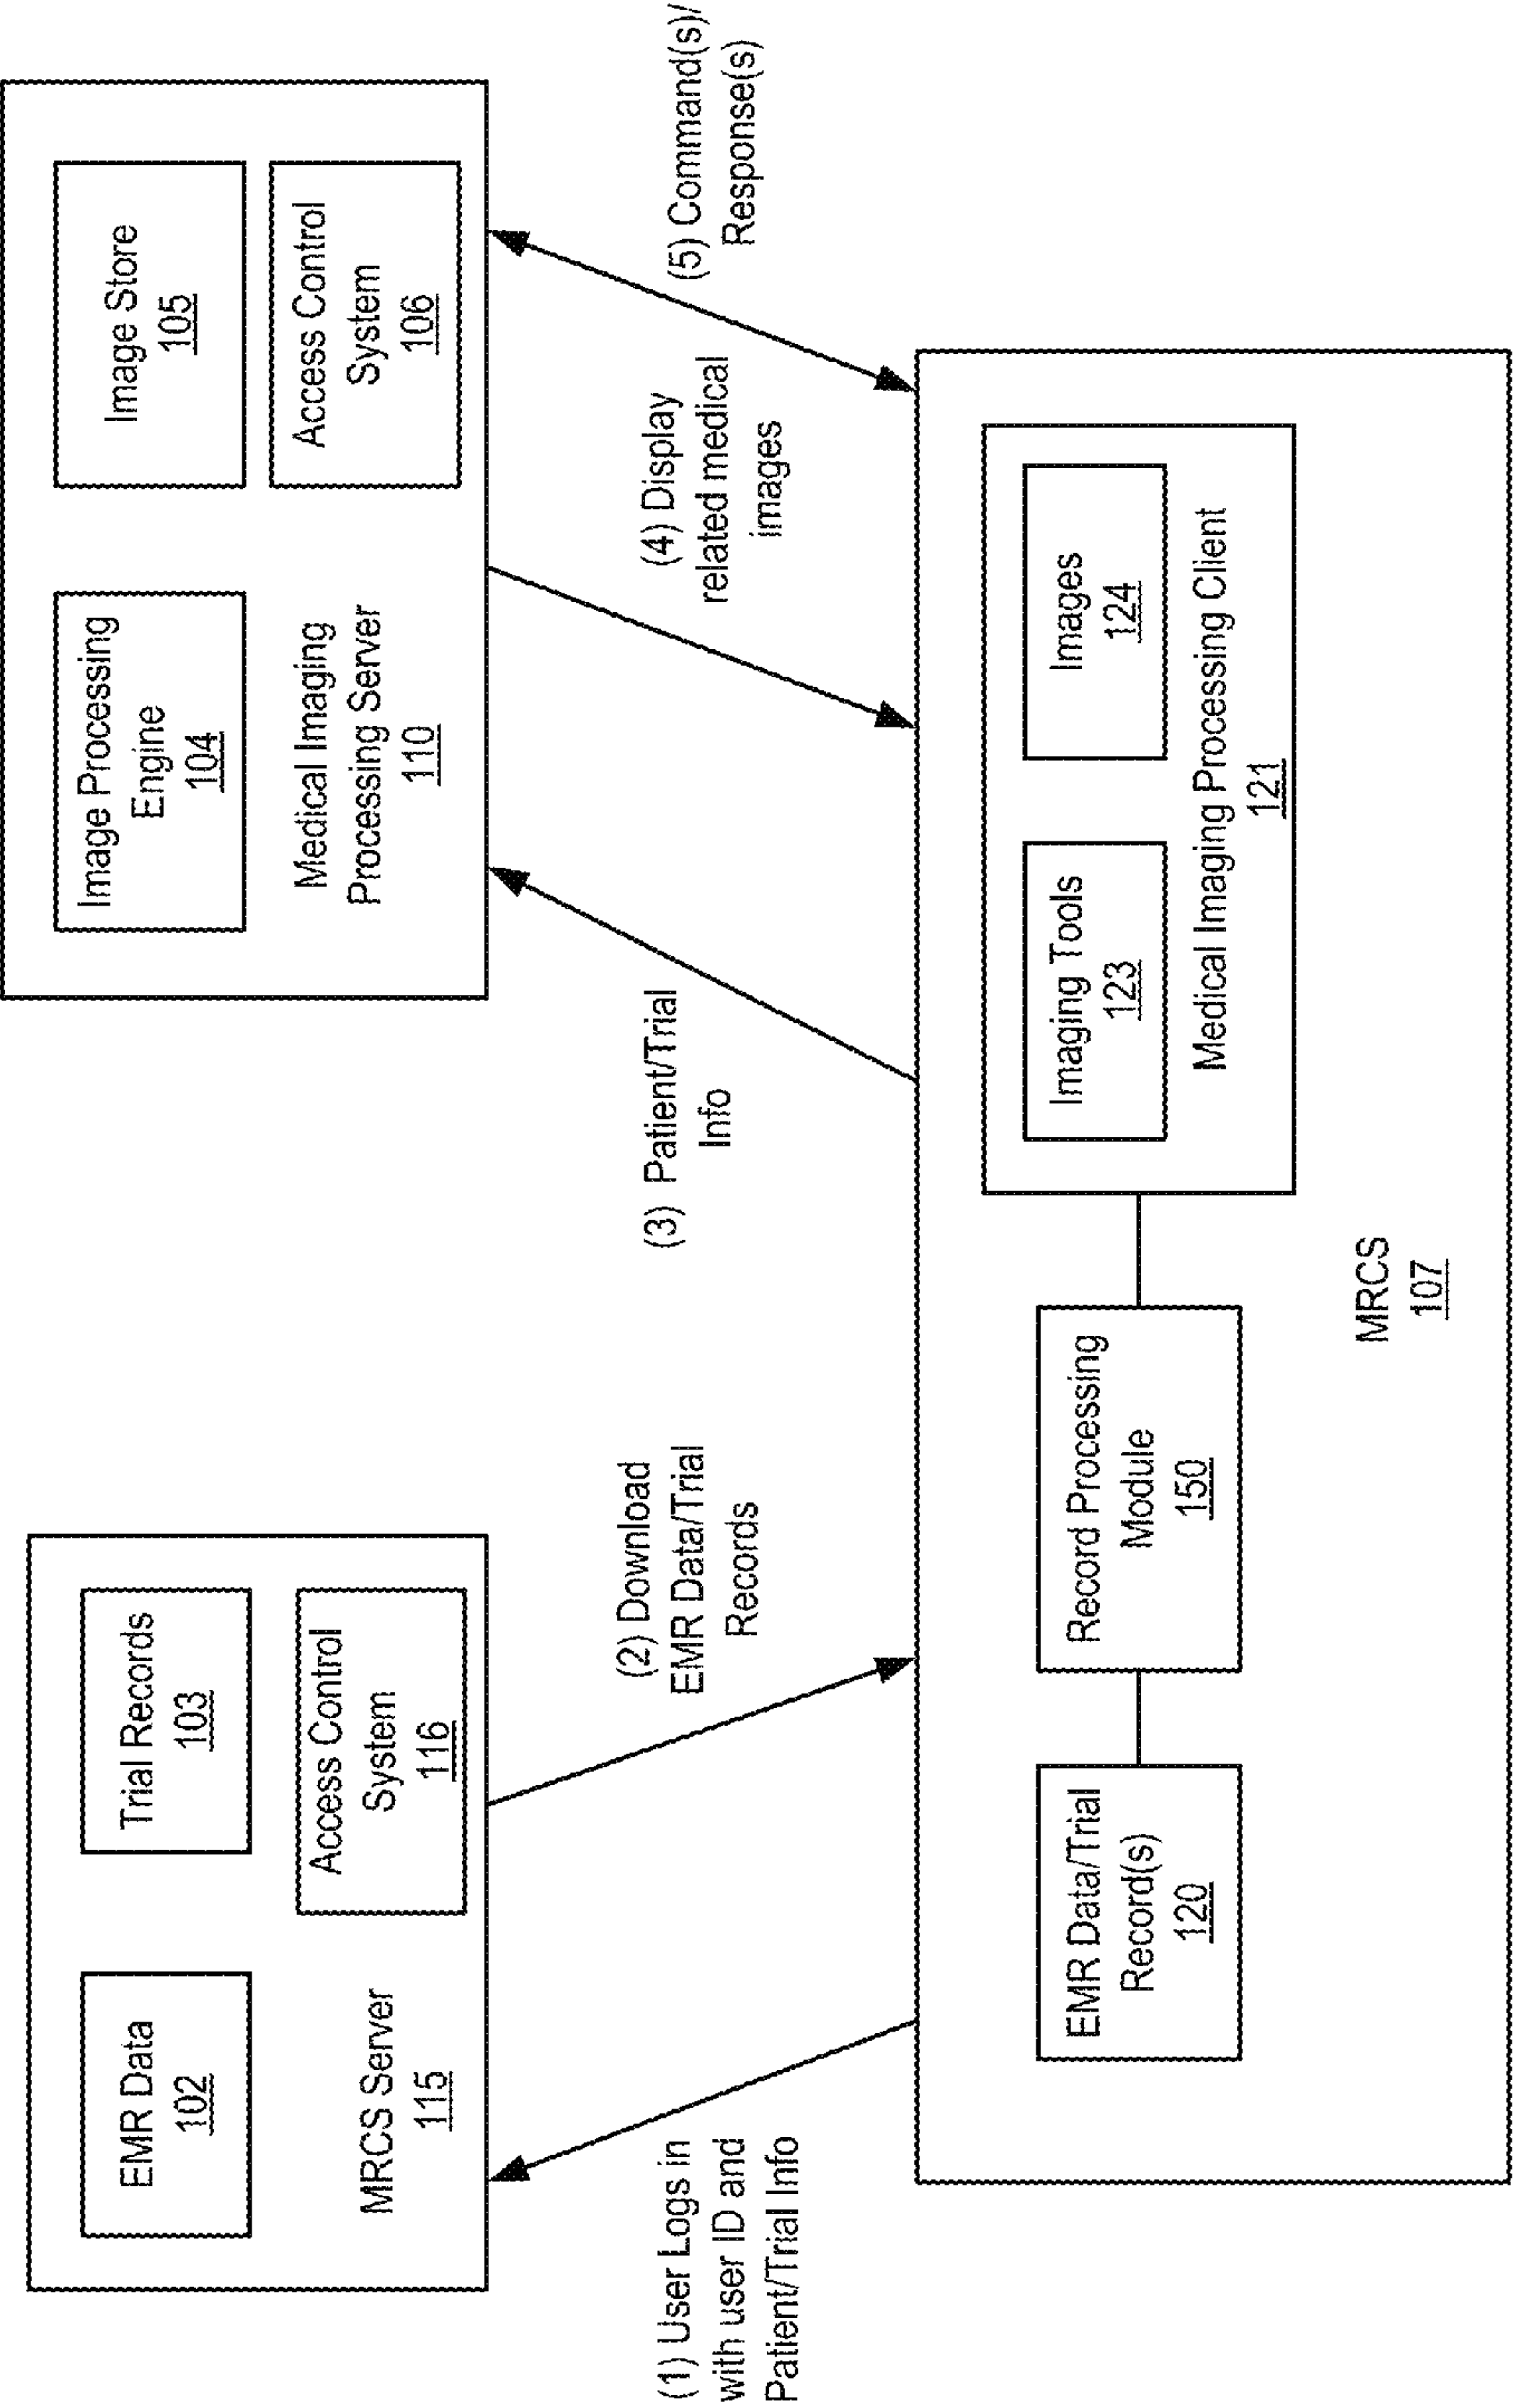 EMR Data
102
Trial Records
103
MRCS Server
115
Access Control
System
116
Image Processing
Engine
104
Image Store
105
Medical Imaging
Processing Server
110
Access Control
System
106
(1) User Logs in
with user ID and
Patient/Trial Info
(2) Download
EMR Data/Trial
Records
(3) Patient/Trial
Info
(4) Display
related medical
images
(5) Command(s)/
Response(s)
EMR Data/Trial
Record(s)
120
Record Processing
Module
150
Imaging Tools
123
Images
124
Medical Imaging Processing Client
121
MRCS
107